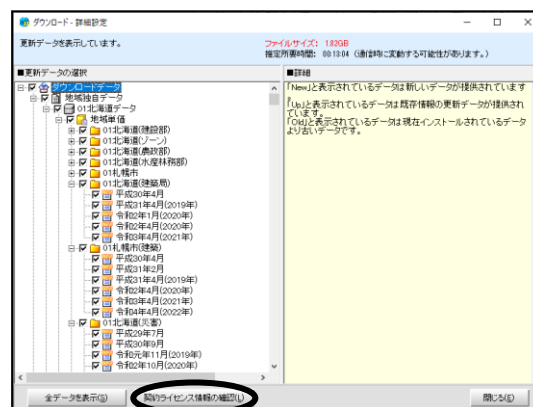 ダウンロード - 詳細設定
更新データを表示しています。
ファイルサイズ: 1.82GB
推定所要時間: 00:13:04 (通信時に変動する可能性があります。)
■更新データの選択
ダウンロードデータ
地域独自データ
01北海道データ
地域単価
01北海道(建設部)
01北海道(ゾーン)
01北海道(農政部)
01北海道(水産林務部)
01札幌市
01北海道(建築局)
平成30年4月
平成31年4月(2019年)
令和2年1月(2020年)
令和2年4月(2020年)
令和03年4月(2021年)
01札幌市(建築)
平成30年4月
平成31年2月
平成31年4月(2019年)
令和2年4月(2020年)
令和03年4月(2021年)
令和04年4月(2022年)
01北海道(災害)
平成29年7月
平成30年9月
令和元年11月(2019年)
令和2年10月(2020年)
■詳細
「New」と表示されているデータは新しいデータが提供されています
。
「Up」と表示されているデータは既存情報の更新データが提供され
ています。
「Old」と表示されているデータは現在インストールされているデータ
より古いデータです。
全データを表示(S)
契約ライセンス情報の確認(L)
閉じる(E)